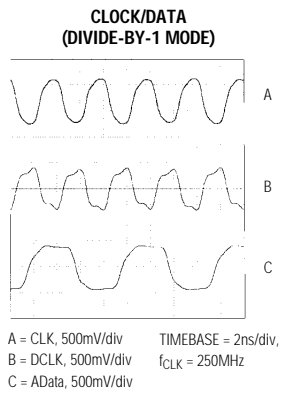 CLOCK/DATA
(DIVIDE-BY-1 MODE)
A
B
C
A = CLK, 500mV/div
B = DCLK, 500mV/div
C = AData, 500mV/div
TIMEBASE = 2ns/div,
fCLK = 250MHz